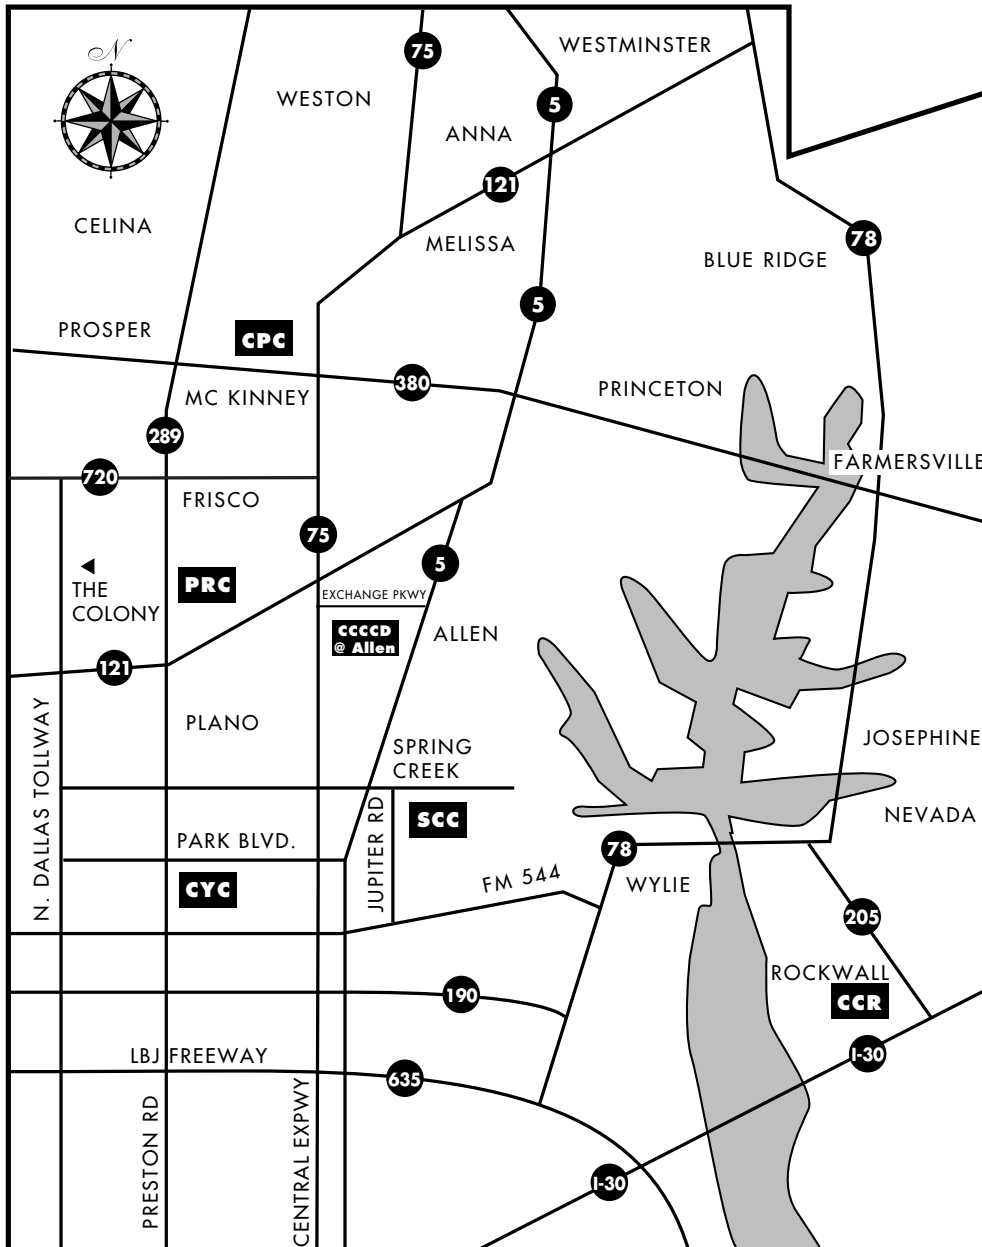 N
WESTMINSTER
75
WESTON
5
ANNA
121
CELINA
MELISSA
78
BLUE RIDGE
5
PROSPER
CPC
380
PRINCETON
MC KINNEY
289
FARMERSVILLE
720
FRISCO
75
5
THE
COLONY
PRC
EXCHANGE PKWY
CCCCD
@ Allen
ALLEN
121
N. DALLAS TOLLWAY
PLANO
JOSEPHINE
SPRING
CREEK
JUPITER RD
SCC
NEVADA
PARK BLVD.
78
CYC
FM 544
WYLIE
205
ROCKWALL
CCR
190
LBJ FREEWAY
I-30
635
PRESTON RD
CENTRAL EXPWY
I-30